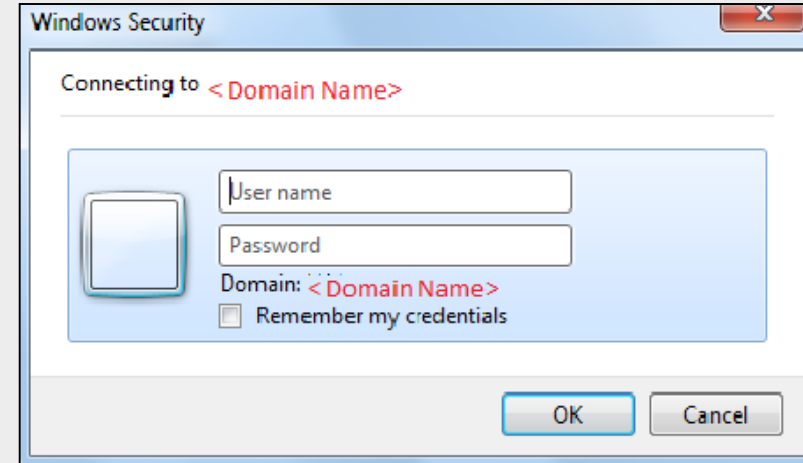 Windows Security
x
Connecting to <Domain Name>
User name
Password
Domain: <Domain Name>
Remember my credentials
OK Cancel